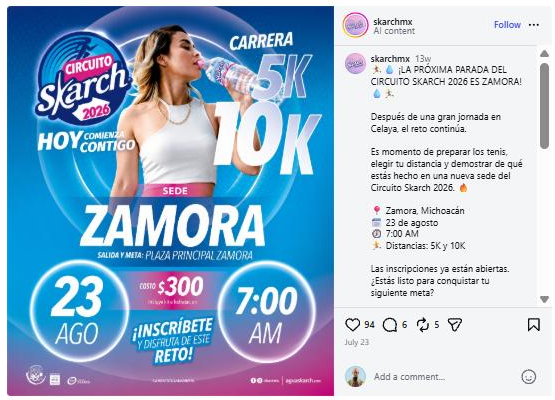 CIRCUITO
Skarch
2026
HOY COMIENZA
CONTIGO
CARRERA
5K
10K
SEDE
ZAMORA
SALIDA Y META: PLAZA PRINCIPAL ZAMORA
23
AGO
COSTO $300
7:00
AM
¡INSCRÍBETE
Y DISFRUTA DE ESTE
RETO!
aguaskarch.com
skarchmx
AI content
Follow
skarchmx 13w
🏃💧 ¡LA PRÓXIMA PARADA DEL
CIRCUITO SKARCH 2026 ES ZAMORA!
💧🏃
Después de una gran jornada en
Celaya, el reto continúa.
Es momento de preparar los tenis,
elegir tu distancia y demostrar de qué
estás hecho en una nueva sede del
Circuito Skarch 2026. 🔥
📍 Zamora, Michoacán
🗓️ 23 de agosto
🕖 7:00 AM
🏃 Distancias: 5K y 10K
Las inscripciones ya están abiertas.
¿Estás listo para conquistar tu
siguiente meta?
94 6 5
July 23
Add a comment...